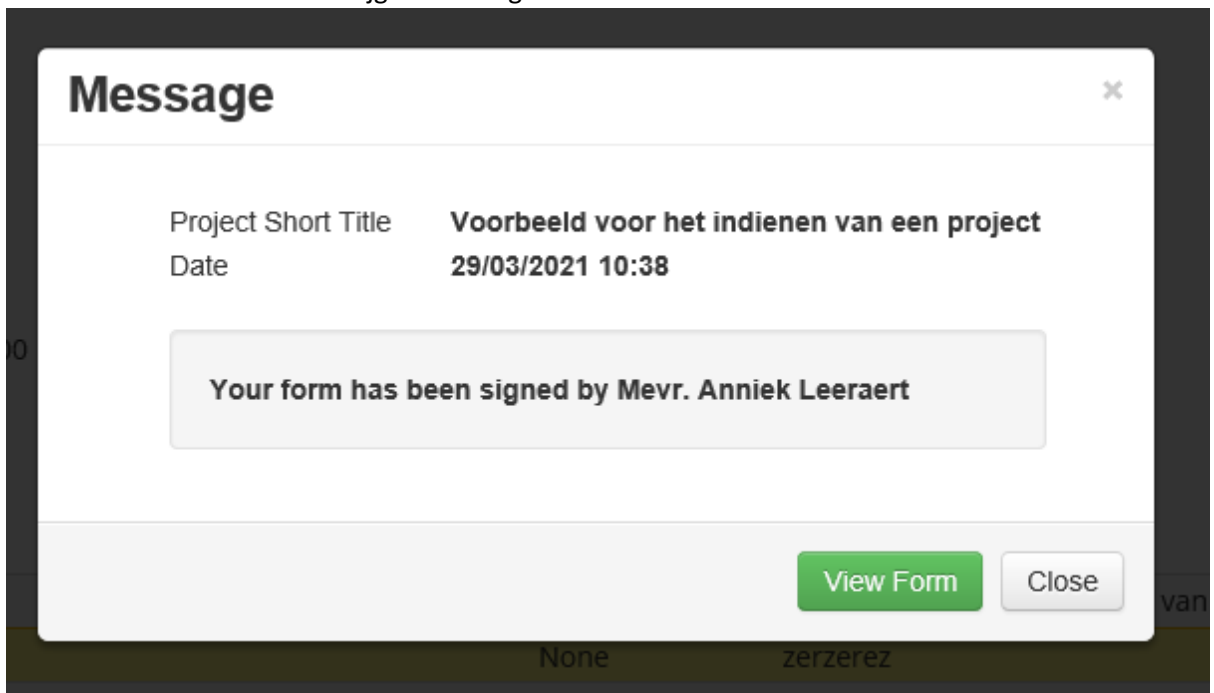 Message
×
Project Short Title Voorbeeld voor het indienen van een project
Date 29/03/2021 10:38
Your form has been signed by Mevr. Anniek Leeraert
View Form Close
van
None zerzerez